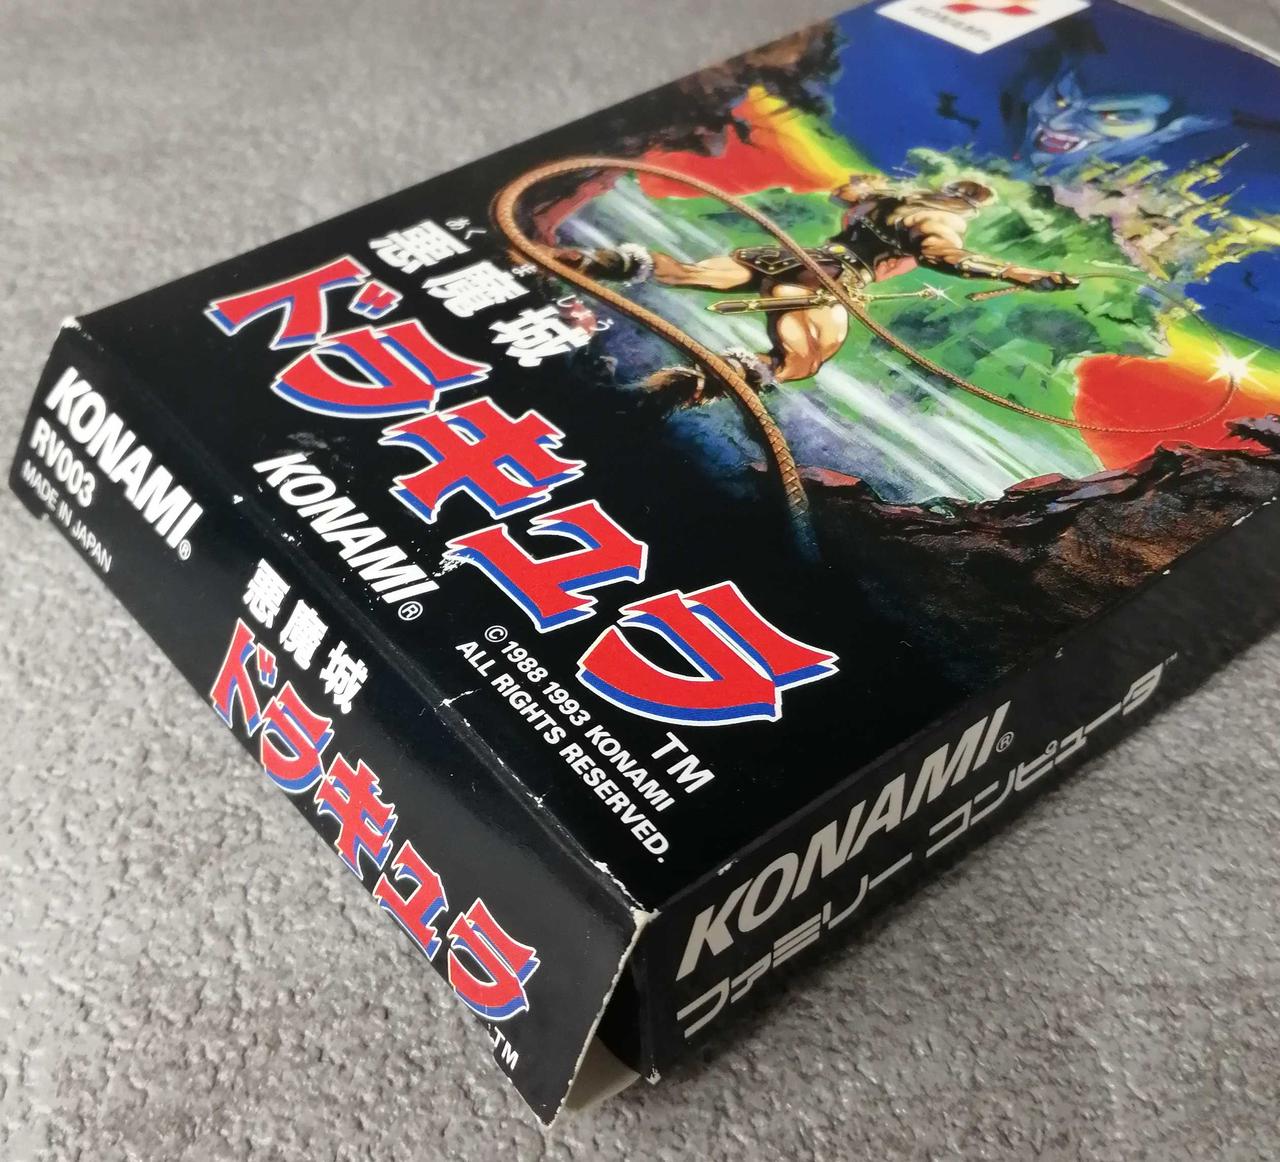 KONAMI
あくまじょう
悪魔城
ドラキュラ
TM
KONAMI®
©1988 1993 KONAMI
ALL RIGHTS RESERVED.
KONAMI®
RV003
MADE IN JAPAN
悪魔城
ドラキュラ
TM
KONAMI®
ファミリーコンピュータ™